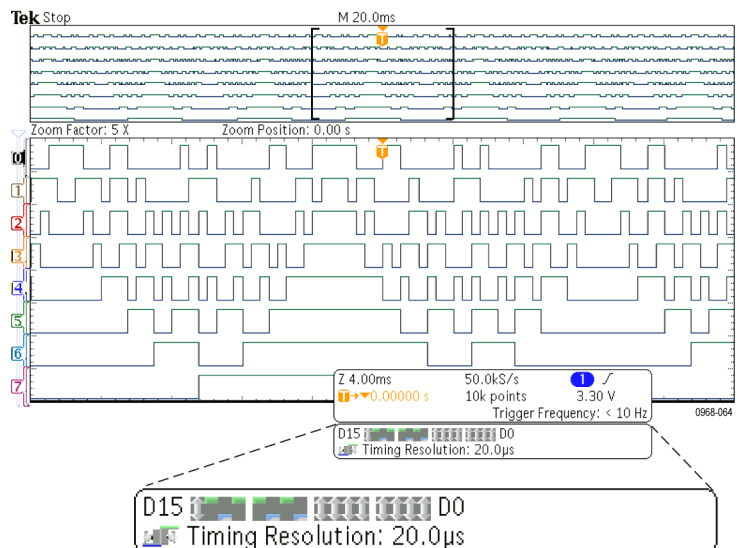 Tek Stop M 20.0ms
T
Zoom Factor: 5 X Zoom Position: 0.00 s
T
0
1
2
3
4
5
6
7
Z 4.00ms 50.0kS/s 1
T→▼0.00000 s 10k points 3.30 V
Trigger Frequency: < 10 Hz
0968-064
D15 D0
Timing Resolution: 20.0µs
D15 D0
Timing Resolution: 20.0µs